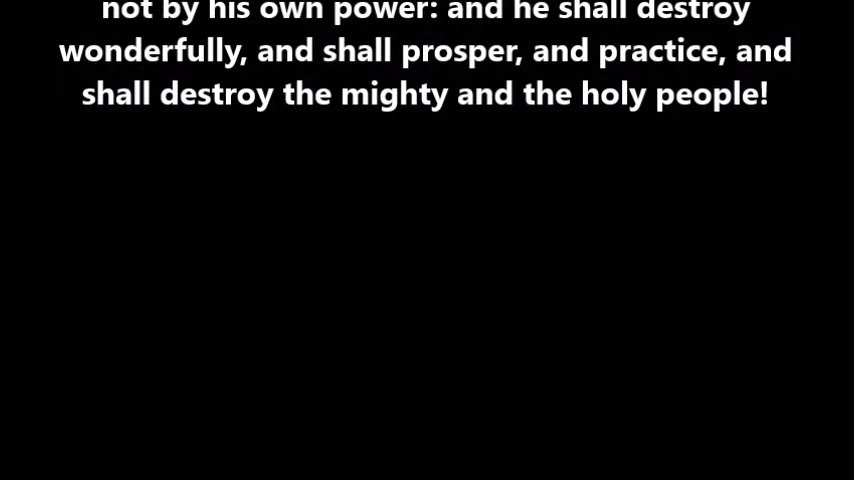 not by his own power: and he shall destroy
wonderfully, and shall prosper, and practice, and
shall destroy the mighty and the holy people!